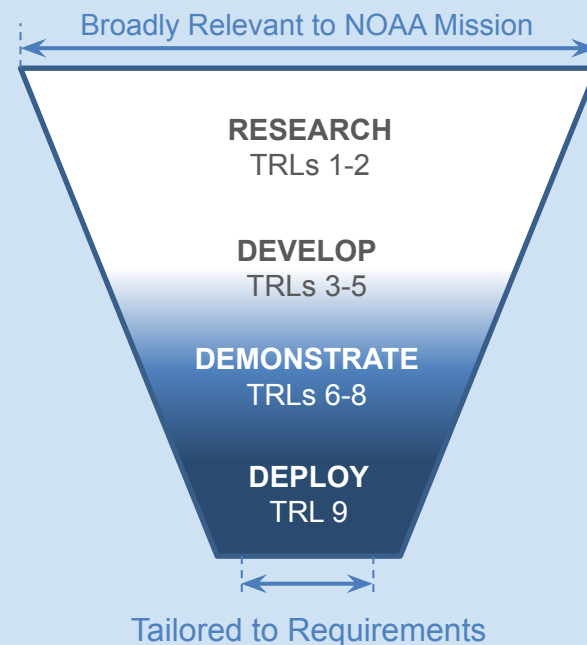 Broadly Relevant to NOAA Mission
RESEARCH
TRLs 1-2
DEVELOP
TRLs 3-5
DEMONSTRATE
TRLs 6-8
DEPLOY
TRL 9
Tailored to Requirements